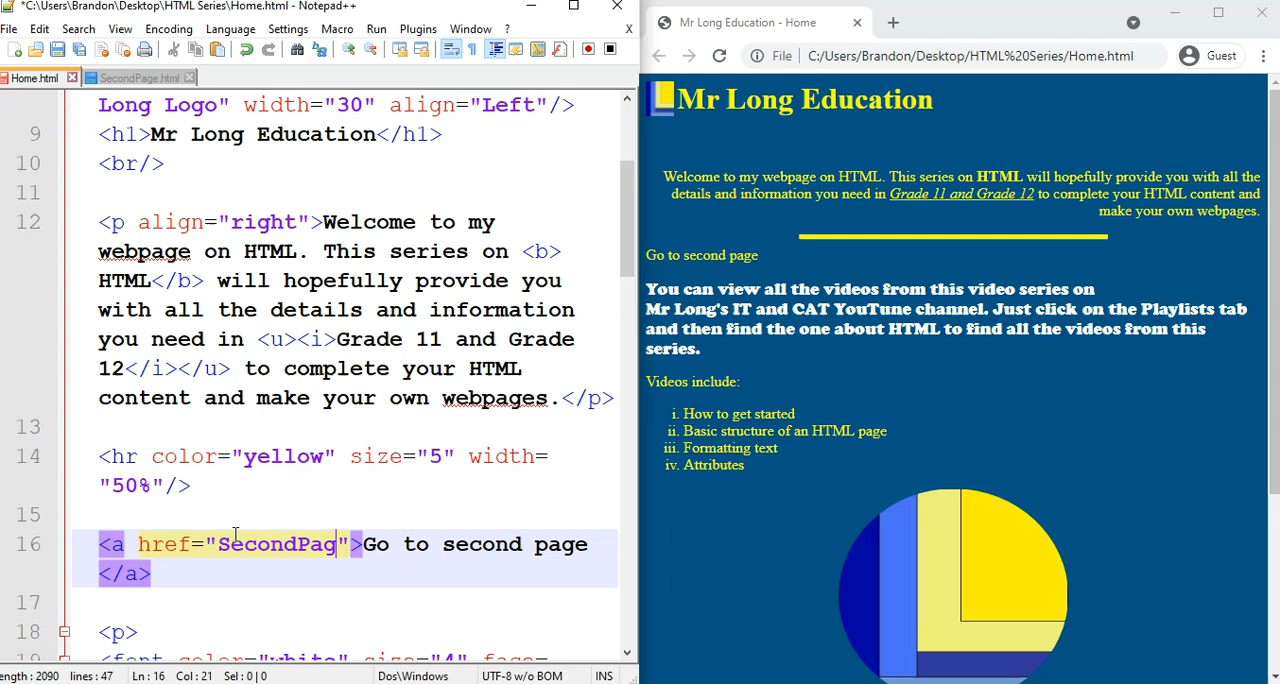 *C:\Users\Brandon\Desktop\HTML Series\Home.html - Notepad++
File Edit Search View Encoding Language Settings Macro Run Plugins Window ? X
Home.html SecondPage.html
Long Logo" width="30" align="Left"/>
9 <h1>Mr Long Education</h1>
10 <br/>
11
12 <p align="right">Welcome to my
webpage on HTML. This series on <b>
HTML</b> will hopefully provide you
with all the details and information
you need in <u><i>Grade 11 and Grade
12</i></u> to complete your HTML
content and make your own webpages.</p>
13
14 <hr color="yellow" size="5" width=
"50%"/>
15
16 <a href="SecondPag">Go to second page
</a>
17
18 <p>
19 <font color="white" size="4" face=
ength: 2090 lines: 47 Ln: 16 Col: 21 Sel: 0 | 0 Dos\Windows UTF-8 w/o BOM INS
Mr Long Education - Home
File C:/Users/Brandon/Desktop/HTML%20Series/Home.html Guest
Mr Long Education
Welcome to my webpage on HTML. This series on HTML will hopefully provide you with all the
details and information you need in Grade 11 and Grade 12 to complete your HTML content and
make your own webpages.
Go to second page
You can view all the videos from this video series on
Mr Long's IT and CAT YouTune channel. Just click on the Playlists tab
and then find the one about HTML to find all the videos from this
series.
Videos include:
i. How to get started
ii. Basic structure of an HTML page
iii. Formatting text
iv. Attributes